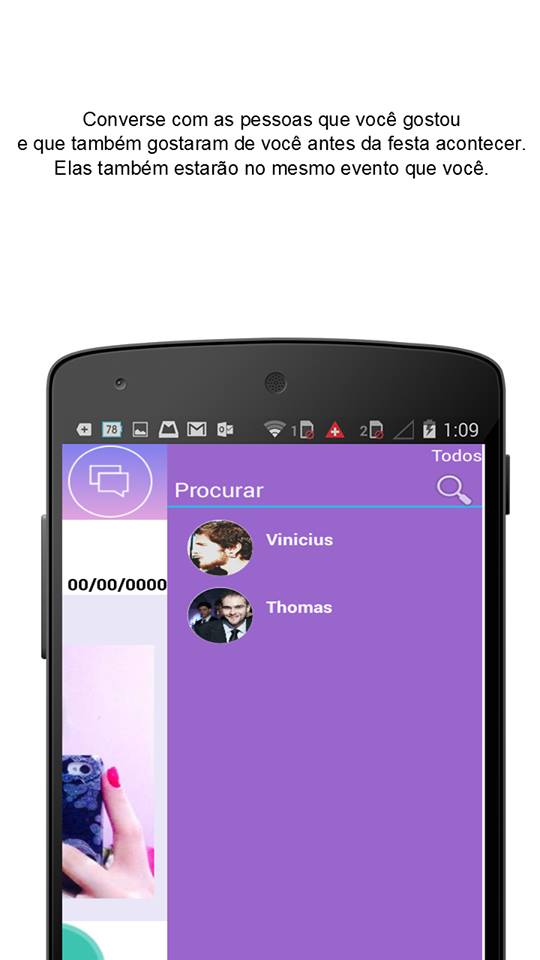 Converse com as pessoas que você gostou
e que também gostaram de você antes da festa acontecer.
Elas também estarão no mesmo evento que você.
78
1
2
1:09
Todos
Procurar
Vinicius
00/00/0000
Thomas